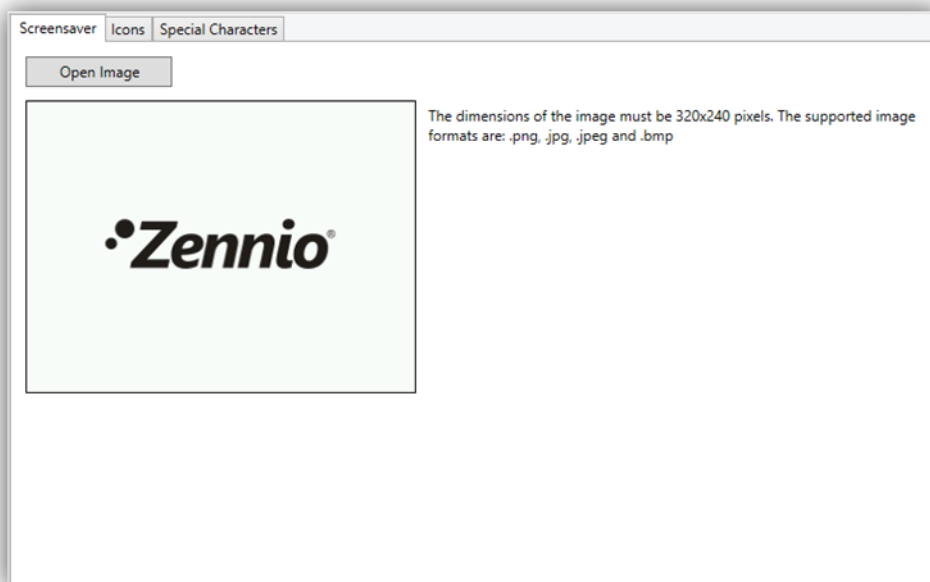 Screensaver Icons Special Characters
Open Image
The dimensions of the image must be 320x240 pixels. The supported image
formats are: .png, .jpg, .jpeg and .bmp
Zennio®